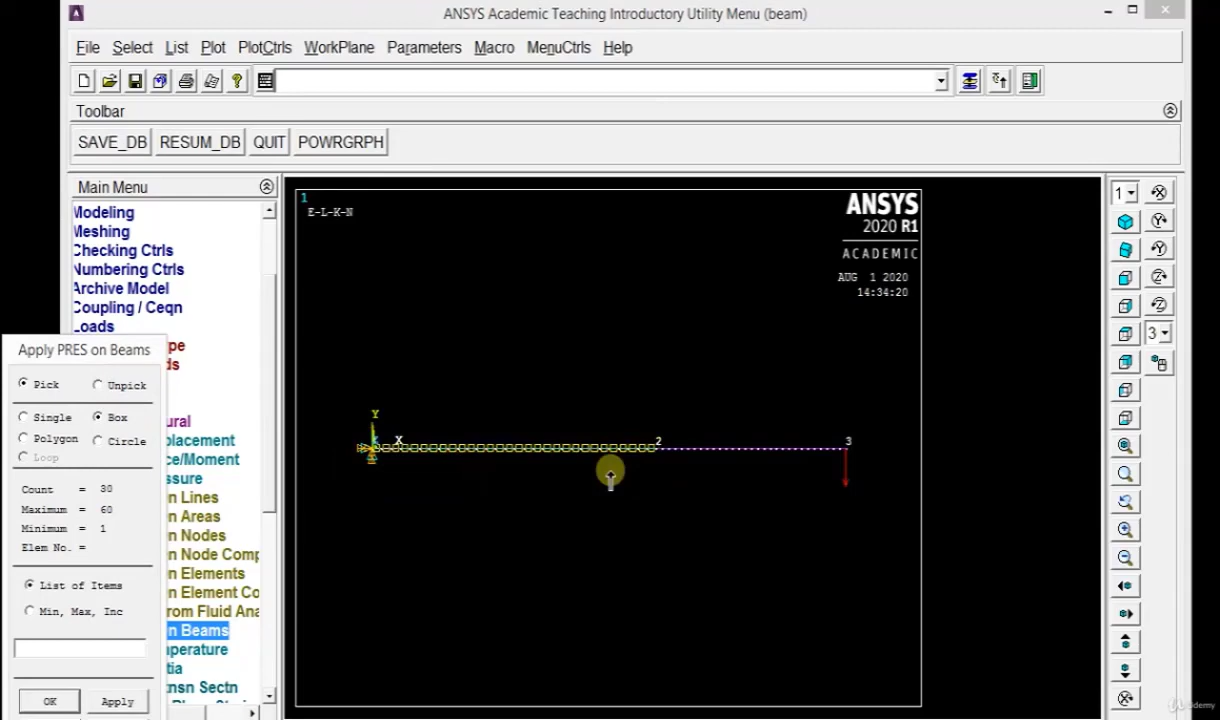 ANSYS Academic Teaching Introductory Utility Menu (beam)
File Select List Plot PlotCtrls WorkPlane Parameters Macro MenuCtrls Help
Toolbar
SAVE_DB RESUM_DB QUIT POWRGRPH
Main Menu
Modeling
Meshing
Checking Ctrls
Numbering Ctrls
Archive Model
Coupling / Ceqn
Loads
pe
ds
ural
placement
ce/Moment
ssure
n Lines
n Areas
n Nodes
n Node Comp
n Elements
n Element Co
rom Fluid Ana
n Beams
perature
tia
nsn Sectn
Apply PRES on Beams
Pick Unpick
Single Box
Polygon Circle
Loop
Count = 30
Maximum = 60
Minimum = 1
Elem No. =
List of Items
Min, Max, Inc
OK Apply
1
E-L-K-N
ANSYS
2020 R1
ACADEMIC
AUG 1 2020
14:34:20
Y
X
2
3
1
3
udemy